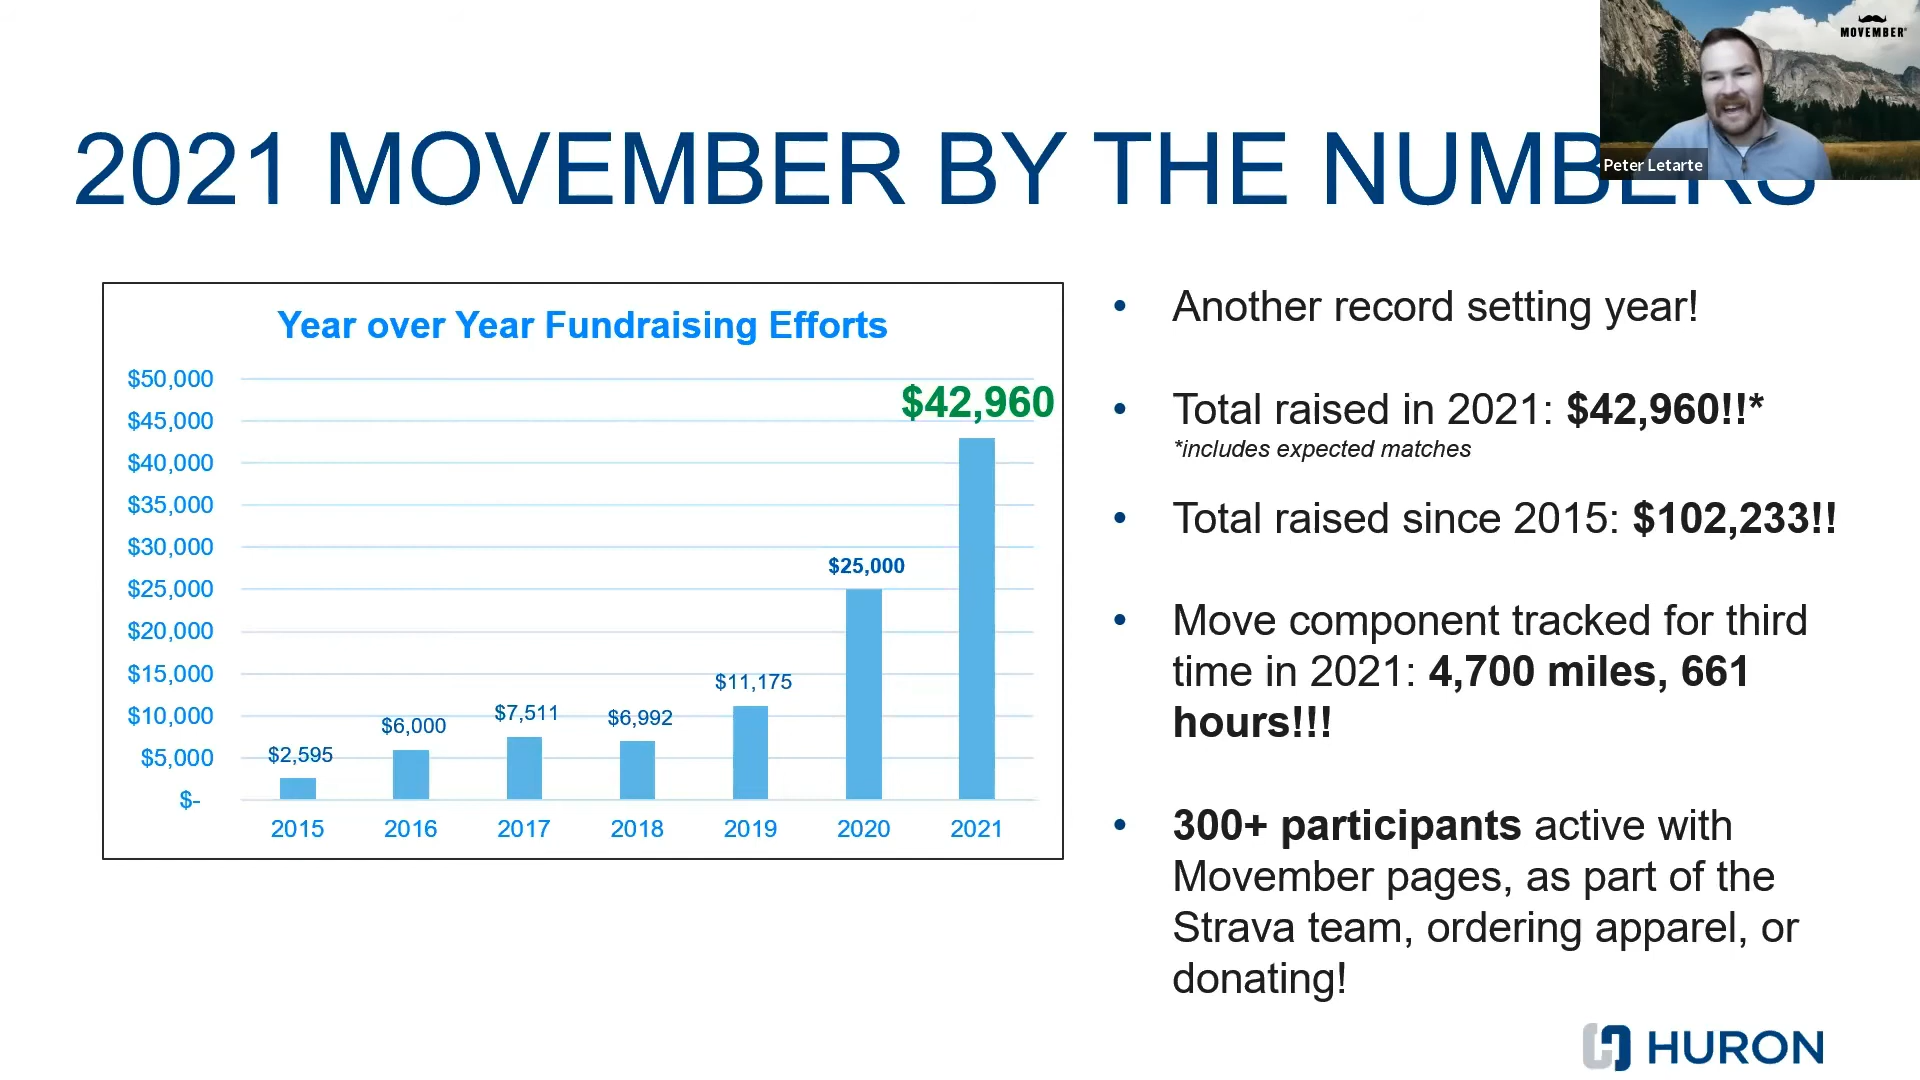 MOVEMBER®
Peter Letarte
2021 MOVEMBER BY THE NUMBERS
Year over Year Fundraising Efforts
$50,000
$45,000
$40,000
$35,000
$30,000
$25,000
$20,000
$15,000
$10,000
$5,000
$-
$2,595
$6,000
$7,511
$6,992
$11,175
$25,000
$42,960
2015 2016 2017 2018 2019 2020 2021
• Another record setting year!
• Total raised in 2021: $42,960!!*
*includes expected matches
• Total raised since 2015: $102,233!!
• Move component tracked for third
time in 2021: 4,700 miles, 661
hours!!!
• 300+ participants active with
Movember pages, as part of the
Strava team, ordering apparel, or
donating!
HURON